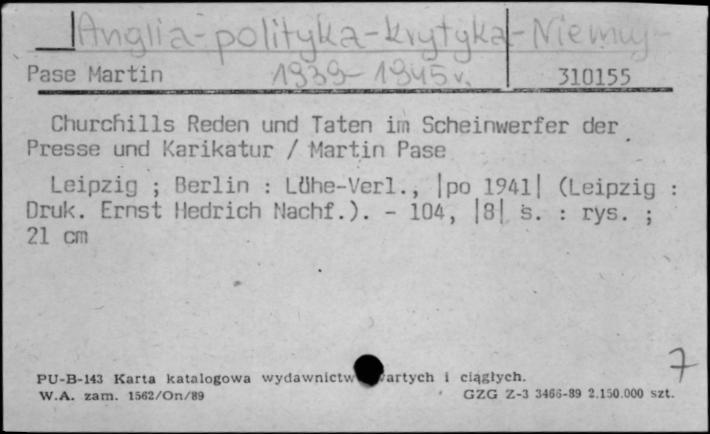 Anglia-polityka-krytyka-Niemcy-
Pase Martin 1939-1945 v. 310155
Churchills Reden und Taten im Scheinwerfer der
Presse und Karikatur / Martin Pase
Leipzig ; Berlin : Lühe-Verl., |po 1941| (Leipzig :
Druk. Ernst Hedrich Nachf.). - 104, |8| s. : rys. ;
21 cm
7
PU-B-143 Karta katalogowa wydawnictw artych i ciągłych.
W.A. zam. 1562/On/89 GZG Z-3 3466-89 2.150.000 szt.